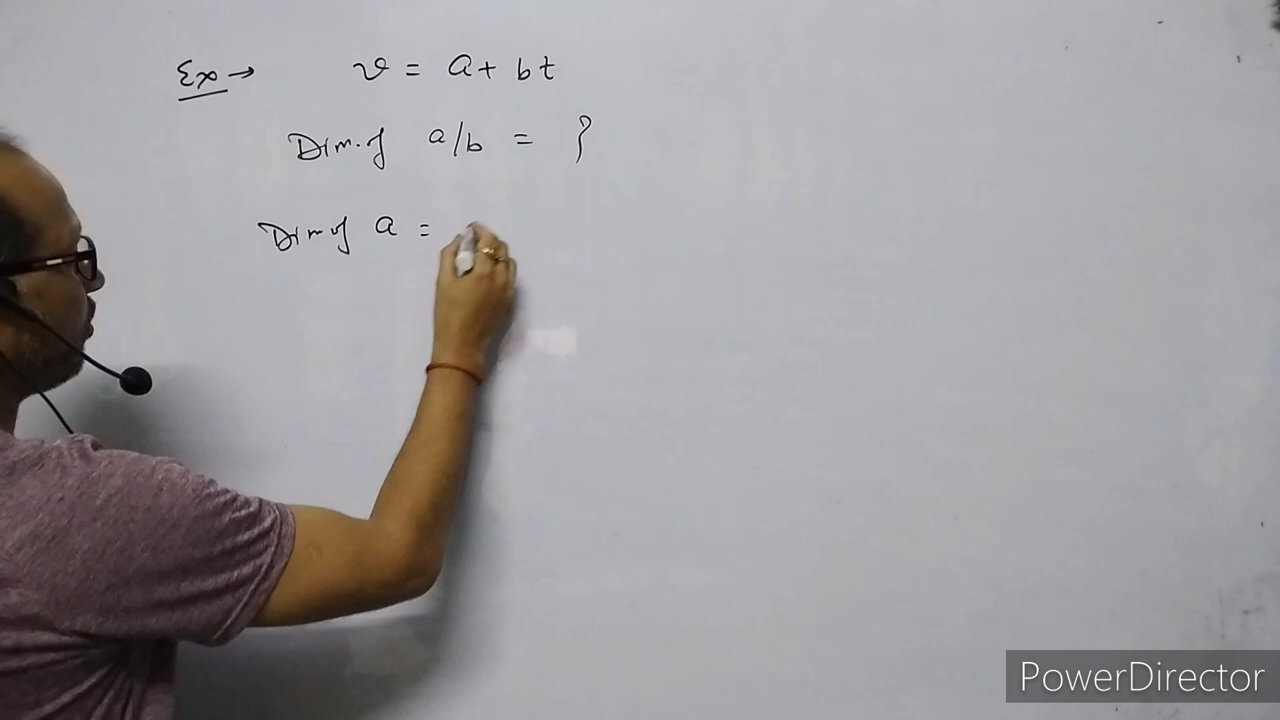 Ex → v = a + bt
Dim. of a/b = ?
Dim of a =
PowerDirector